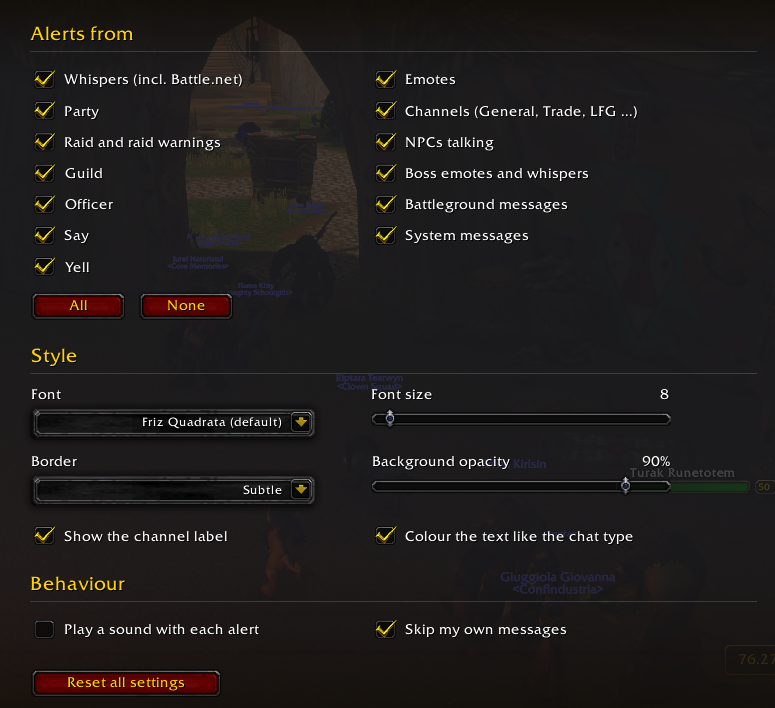 Alerts from
Whispers (incl. Battle.net)
Emotes
Party
Channels (General, Trade, LFG ...)
Raid and raid warnings
NPCs talking
Guild
Boss emotes and whispers
Officer
Battleground messages
Say
System messages
Yell
All
None
Style
Font
Font size
8
Friz Quadrata (default)
Border
Background opacity
90%
Kirisin
Turak Runetotem
Subtle
50
Show the channel label
Colour the text like the chat type
Giuggiola Giovanna
<Confindustria>
Behaviour
Play a sound with each alert
Skip my own messages
76.27
Reset all settings